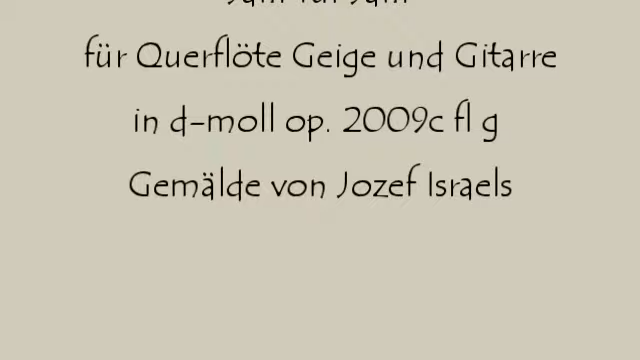 für Querflöte Geige und Gitarre
in d-moll op. 2009c fl g
Gemälde von Jozef Israels